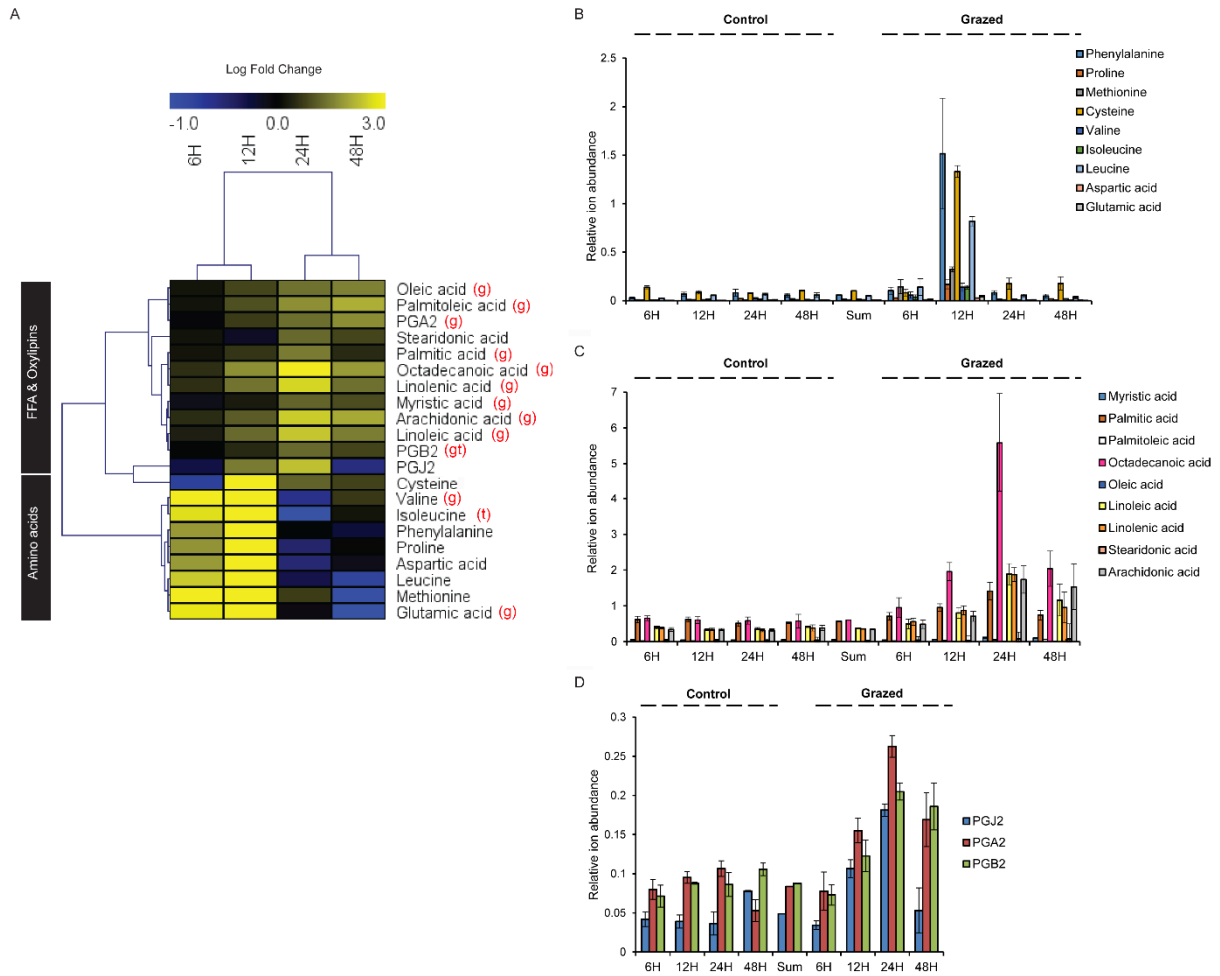 A
Log Fold Change
-1.0 0.0 3.0
6H 12H 24H 48H
FFA & Oxylipins
Amino acids
Oleic acid (g)
Palmitoleic acid (g)
PGA2 (g)
Stearidonic acid
Palmitic acid (g)
Octadecanoic acid (g)
Linolenic acid (g)
Myristic acid (g)
Arachidonic acid (g)
Linoleic acid (g)
PGB2 (gt)
PGJ2
Cysteine
Valine (g)
Isoleucine (t)
Phenylalanine
Proline
Aspartic acid
Leucine
Methionine
Glutamic acid (g)
B
Control Grazed
Relative ion abundance
2.5
2
1.5
1
0.5
0
6H 12H 24H 48H Sum 6H 12H 24H 48H
Phenylalanine
Proline
Methionine
Cysteine
Valine
Isoleucine
Leucine
Aspartic acid
Glutamic acid
C
Control Grazed
Relative ion abundance
7
6
5
4
3
2
1
0
6H 12H 24H 48H Sum 6H 12H 24H 48H
Myristic acid
Palmitic acid
Palmitoleic acid
Octadecanoic acid
Oleic acid
Linoleic acid
Linolenic acid
Stearidonic acid
Arachidonic acid
D
Control Grazed
Relative ion abundance
0.3
0.25
0.2
0.15
0.1
0.05
0
6H 12H 24H 48H Sum 6H 12H 24H 48H
PGJ2
PGA2
PGB2